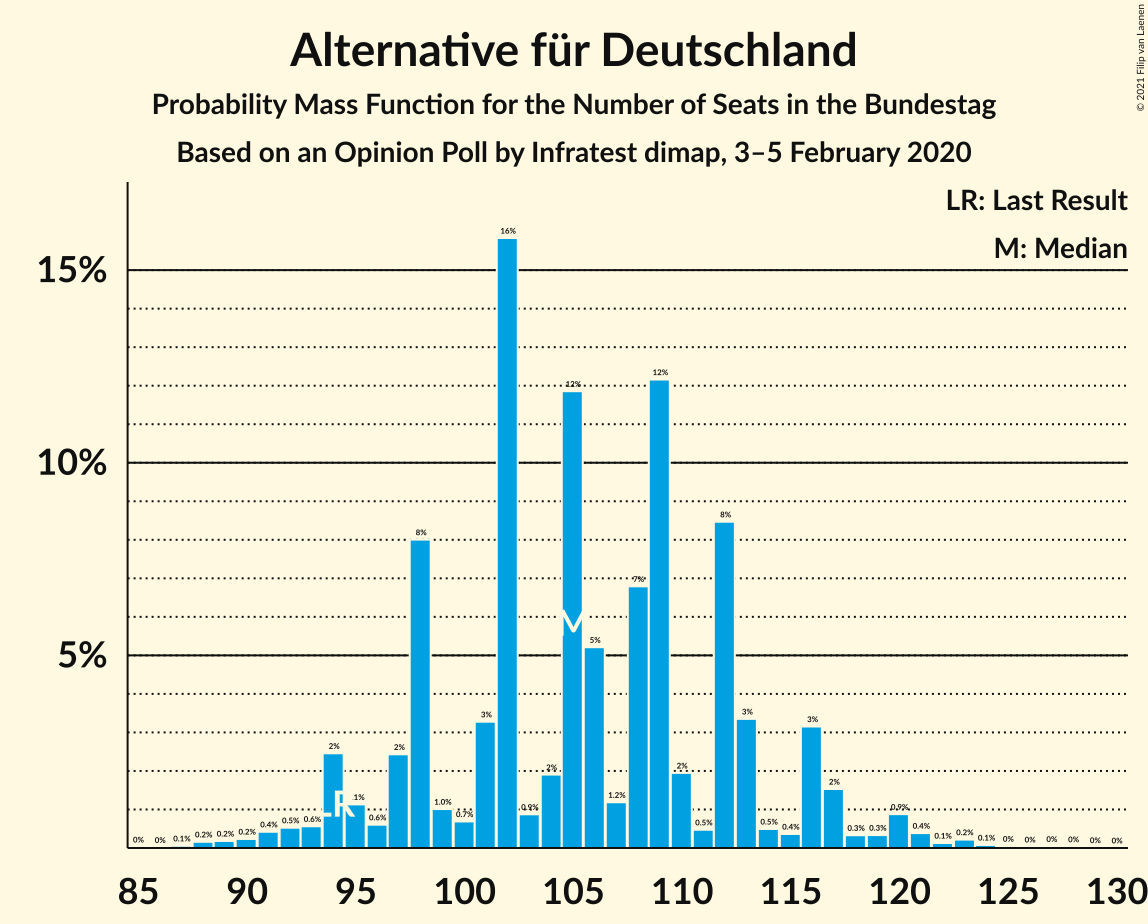 Alternative für Deutschland
Probability Mass Function for the Number of Seats in the Bundestag
Based on an Opinion Poll by Infratest dimap, 3–5 February 2020
© 2021 Filip van Laenen
LR: Last Result
M: Median
15%
10%
5%
0% 0% 0.1% 0.2% 0.2% 0.2% 0.4% 0.5% 0.6% 2% 1% 0.6% 2% 8% 1.0% 0.7% 3% 16% 0.9% 2% 12% 5% 1.2% 7% 12% 2% 0.5% 8% 3% 0.5% 0.4% 3% 2% 0.3% 0.3% 0.9% 0.4% 0.1% 0.2% 0.1% 0% 0% 0% 0% 0% 0%
LR
M
85 90 95 100 105 110 115 120 125 130